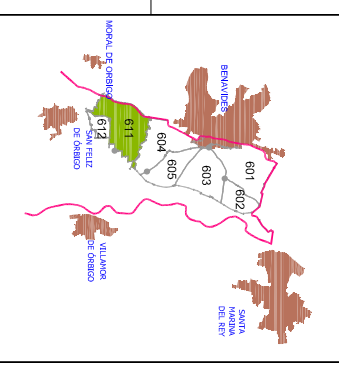 MORAL DE ORBIGO
BENAVIDES
611
612
604
605
603
601
602
SAN FELIZ
DE ÓRBIGO
VILLAMOR
DE ÓRBIGO
SANTA
MARINA
DEL REY